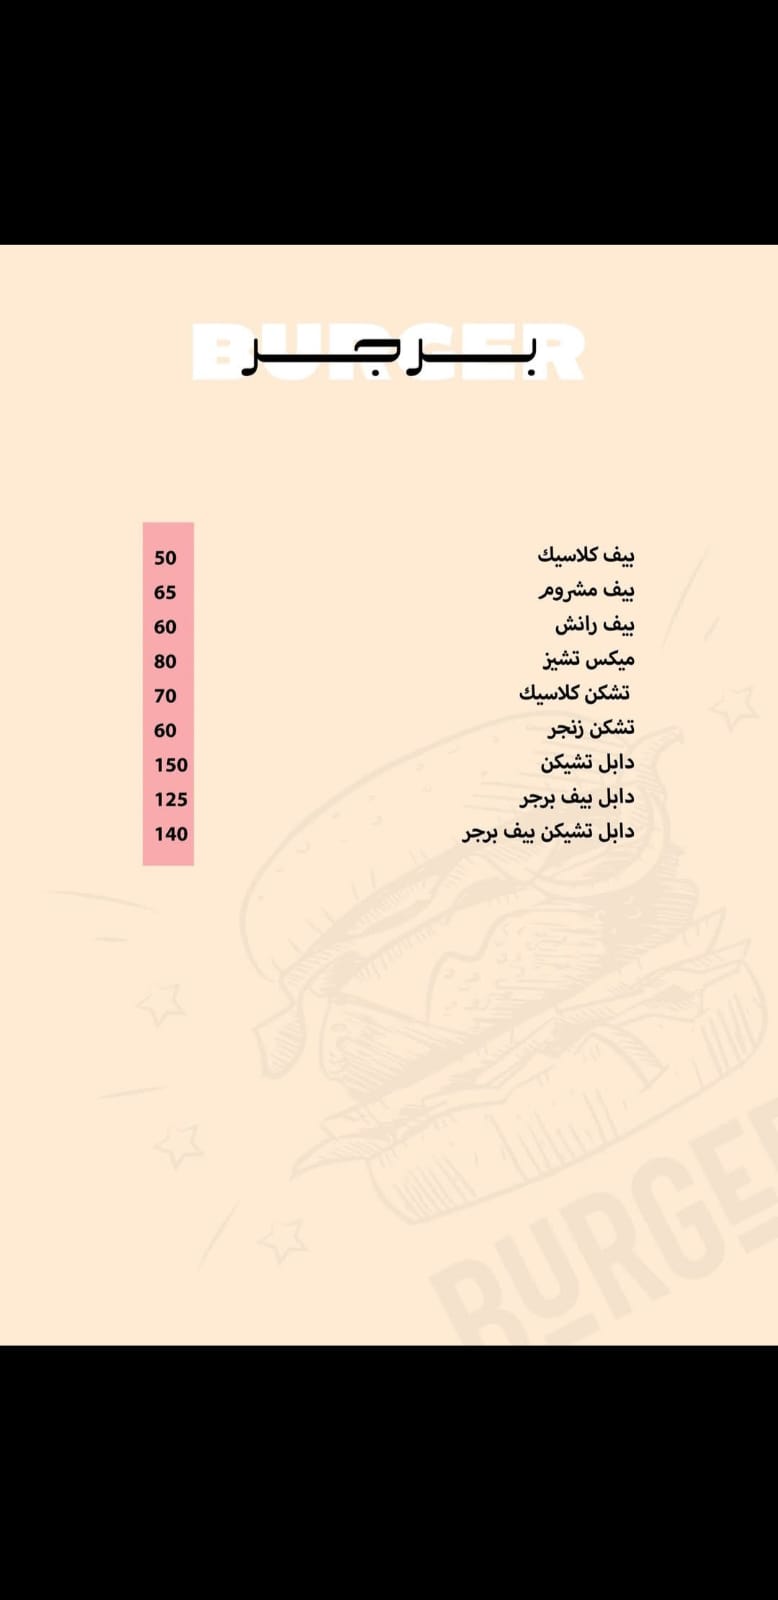 BURGER
برجر
بيف كلاسيك 50
بيف مشروم 65
بيف رانش 60
ميكس تشيز 80
تشكن كلاسيك 70
تشكن زنجر 60
دابل تشيكن 150
دابل بيف برجر 125
دابل تشيكن بيف برجر 140
BURGER